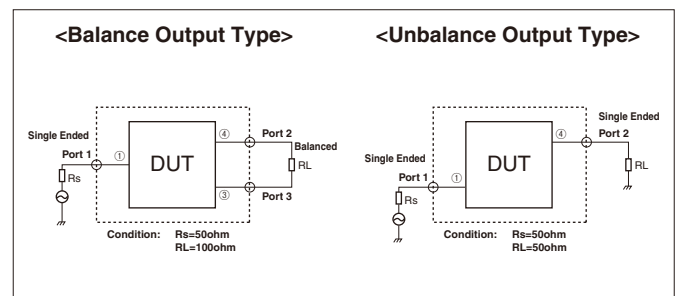 <Balance Output Type>
Single Ended
Port 1
①
Rs
DUT
④
Port 2
Balanced
RL
③
Port 3
Condition: Rs=50ohm
RL=100ohm
<Unbalance Output Type>
Single Ended
Port 1
①
Rs
DUT
④
Single Ended
Port 2
RL
Condition: Rs=50ohm
RL=50ohm